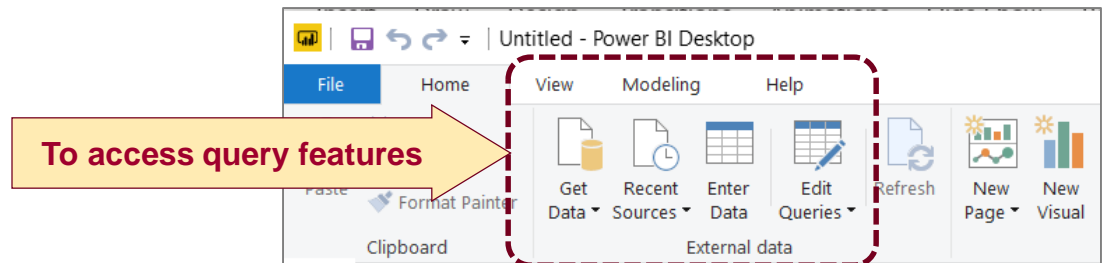 Untitled - Power BI Desktop
File Home View Modeling Help
To access query features
Paste
Format Painter
Get Data
Recent Sources
Enter Data
Edit Queries
Refresh
New Page
New Visual
Clipboard
External data